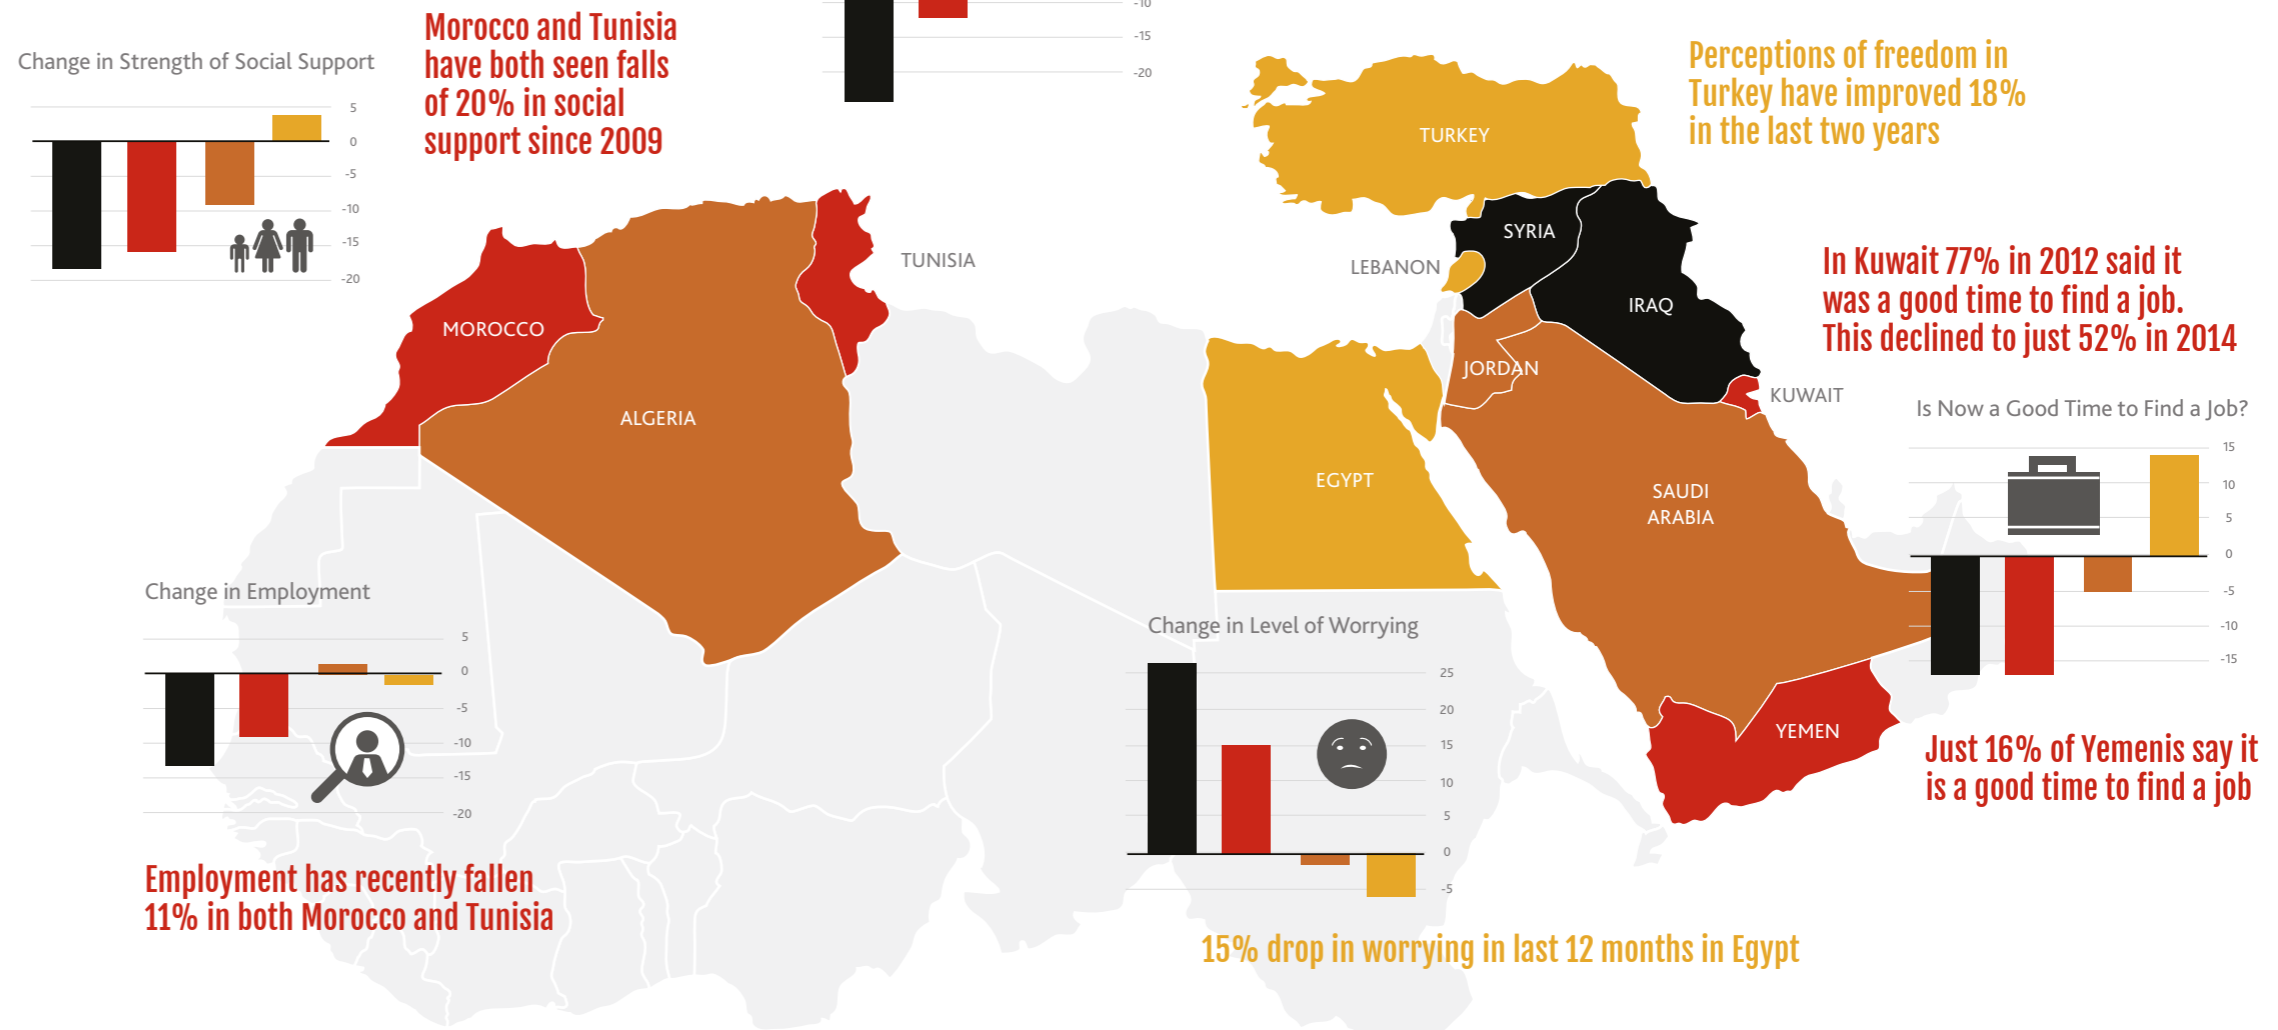 Morocco and Tunisia
have both seen falls
of 20% in social
support since 2009
-10
-15
-20
Change in Strength of Social Support
5
0
-5
-10
-15
-20
Perceptions of freedom in
Turkey have improved 18%
in the last two years
TURKEY
SYRIA
LEBANON
IRAQ
TUNISIA
MOROCCO
ALGERIA
JORDAN
KUWAIT
EGYPT
SAUDI
ARABIA
YEMEN
In Kuwait 77% in 2012 said it
was a good time to find a job.
This declined to just 52% in 2014
Is Now a Good Time to Find a Job?
15
10
5
0
-5
-10
-15
Just 16% of Yemenis say it
is a good time to find a job
Change in Employment
5
0
-5
-10
-15
-20
Employment has recently fallen
11% in both Morocco and Tunisia
Change in Level of Worrying
25
20
15
10
5
0
-5
15% drop in worrying in last 12 months in Egypt